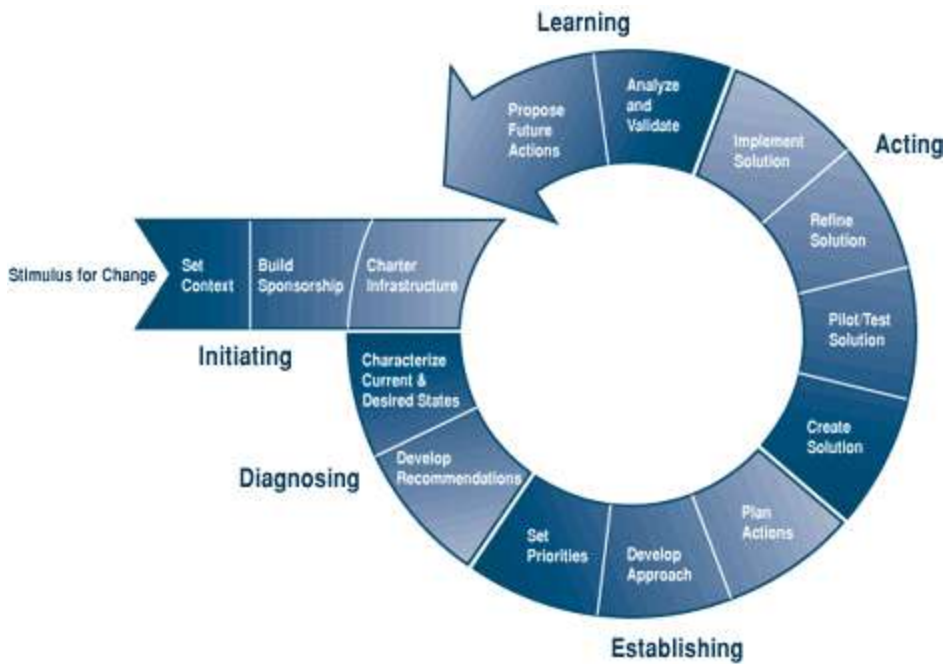 Learning
Analyze
and
Validate
Propose
Future
Actions
Implement
Solution
Acting
Refine
Solution
Stimulus for Change
Set
Context
Build
Sponsorship
Charter
Infrastructure
Pilot/Test
Solution
Initiating
Characterize
Current &
Desired States
Create
Solution
Diagnosing
Develop
Recommendations
Plan
Actions
Set
Priorities
Develop
Approach
Establishing